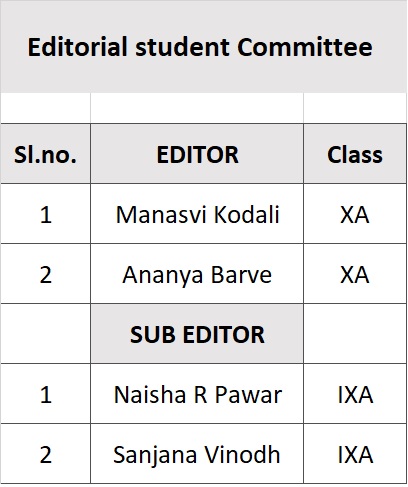 Editorial student Committee
Sl.no. EDITOR Class
1 Manasvi Kodali XA
2 Ananya Barve XA
SUB EDITOR
1 Naisha R Pawar IXA
2 Sanjana Vinodh IXA